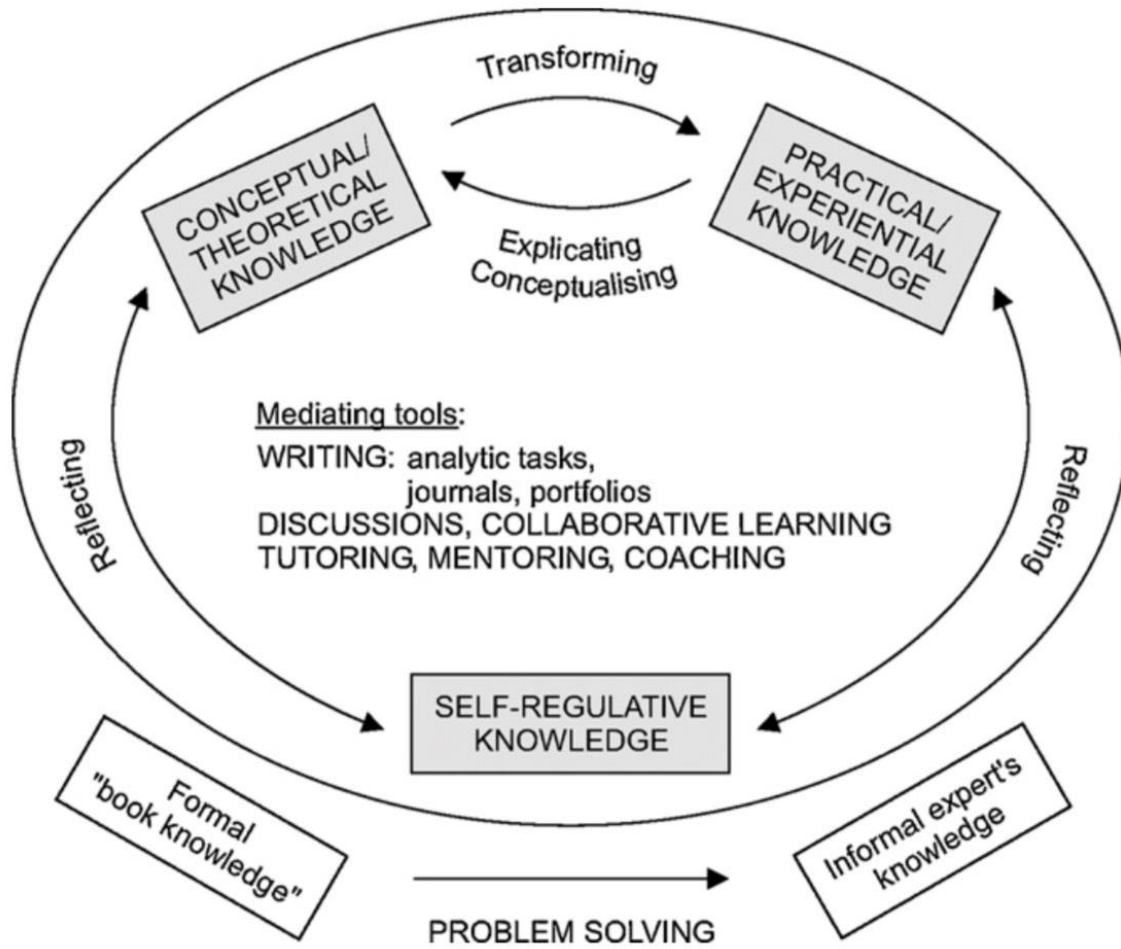 Transforming
CONCEPTUAL/
THEORETICAL
KNOWLEDGE
PRACTICAL/
EXPERIENTIAL
KNOWLEDGE
Explicating
Conceptualising
Mediating tools:
WRITING: analytic tasks,
journals, portfolios
DISCUSSIONS, COLLABORATIVE LEARNING
TUTORING, MENTORING, COACHING
Reflecting
Reflecting
SELF-REGULATIVE
KNOWLEDGE
Formal
"book knowledge"
Informal expert's
knowledge
PROBLEM SOLVING